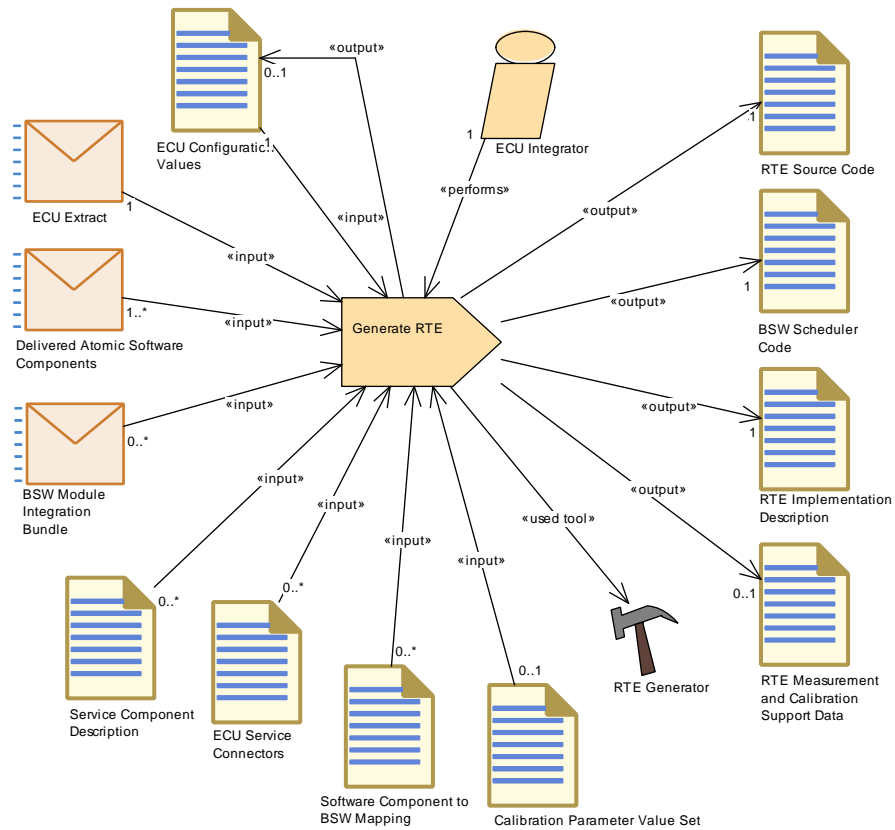 «output»
0..1
ECU Configuration
Values
1
«input»
1
ECU Integrator
«performs»
1
RTE Source Code
«output»
ECU Extract
1
«input»
1
BSW Scheduler
Code
«output»
Delivered Atomic Software
Components
1..*
«input»
Generate RTE
BSW Module
Integration
Bundle
0..*
«input»
1
RTE Implementation
Description
«output»
0..1
RTE Measurement
and Calibration
Support Data
«output»
Service Component
Description
0..*
«input»
ECU Service
Connectors
0..*
«input»
Software Component to
BSW Mapping
0..*
«input»
Calibration Parameter Value Set
0..1
«input»
«used tool»
RTE Generator